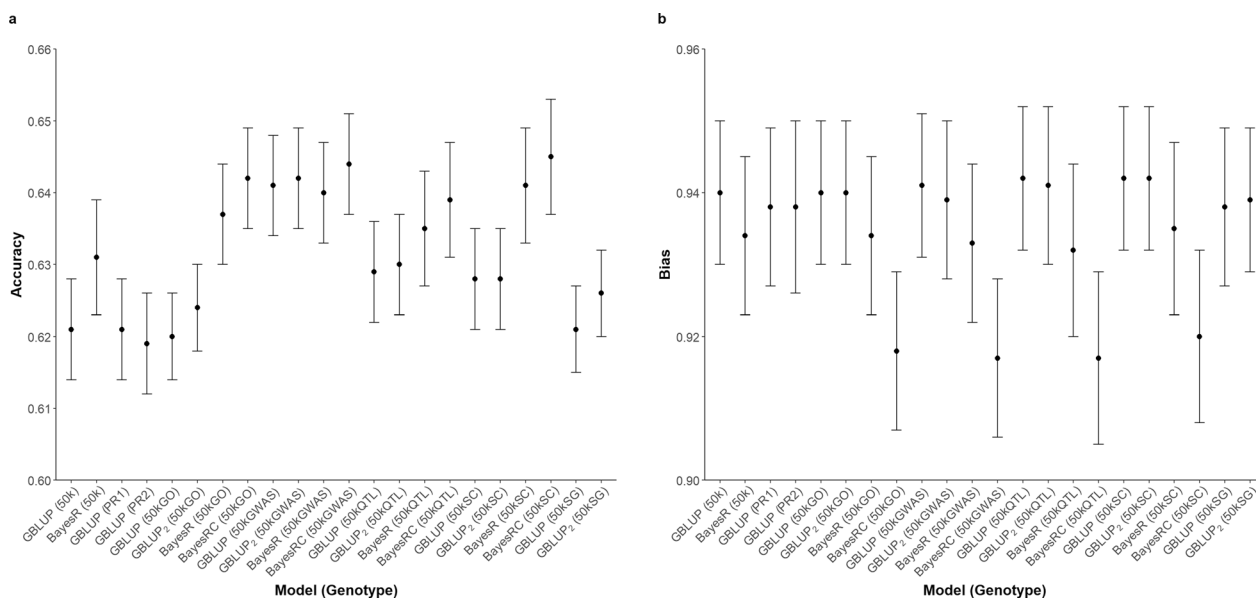 a
0.66
0.65
0.64
0.63
0.62
0.61
0.60
Accuracy
GBLUP (50k)
BayesR (50k)
GBLUP (PR1)
GBLUP (PR2)
GBLUP (50kGO)
GBLUP₂ (50kGO)
BayesR (50kGO)
BayesRC (50kGO)
GBLUP (50kGWAS)
GBLUP₂ (50kGWAS)
BayesR (50kGWAS)
BayesRC (50kGWAS)
GBLUP (50kQTL)
GBLUP₂ (50kQTL)
BayesR (50kQTL)
BayesRC (50kQTL)
GBLUP (50kSC)
GBLUP₂ (50kSC)
BayesR (50kSC)
BayesRC (50kSC)
GBLUP (50kSG)
GBLUP₂ (50kSG)
Model (Genotype)
b
0.96
0.94
0.92
0.90
Bias
GBLUP (50k)
BayesR (50k)
GBLUP (PR1)
GBLUP (PR2)
GBLUP (50kGO)
GBLUP₂ (50kGO)
BayesR (50kGO)
BayesRC (50kGO)
GBLUP (50kGWAS)
GBLUP₂ (50kGWAS)
BayesR (50kGWAS)
BayesRC (50kGWAS)
GBLUP (50kQTL)
GBLUP₂ (50kQTL)
BayesR (50kQTL)
BayesRC (50kQTL)
GBLUP (50kSC)
GBLUP₂ (50kSC)
BayesR (50kSC)
BayesRC (50kSC)
GBLUP (50kSG)
GBLUP₂ (50kSG)
Model (Genotype)